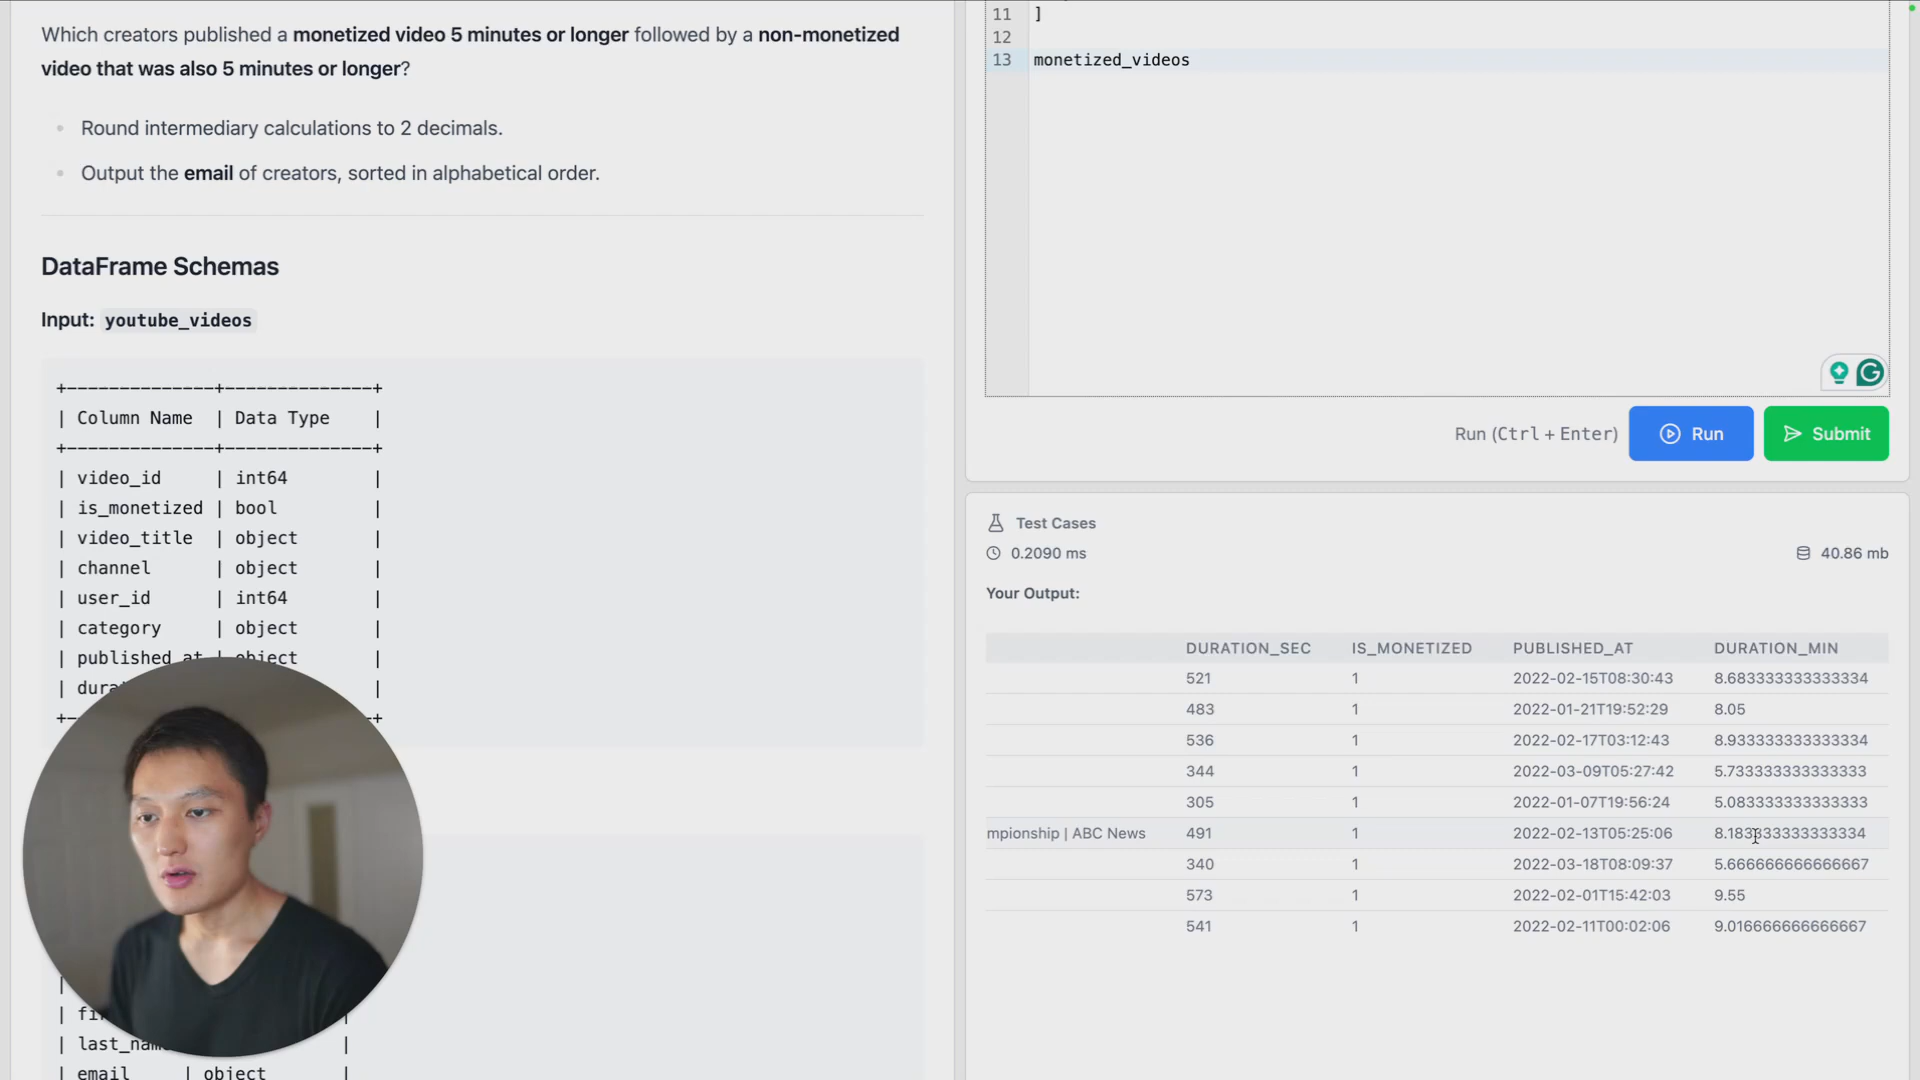 Which creators published a monetized video 5 minutes or longer followed by a non-monetized
video that was also 5 minutes or longer?
Round intermediary calculations to 2 decimals.
Output the email of creators, sorted in alphabetical order.
DataFrame Schemas
Input: youtube_videos
+--------------+--------------+
| Column Name | Data Type |
+--------------+--------------+
| video_id | int64 |
| is_monetized | bool |
| video_title | object |
| channel | object |
| user_id | int64 |
| category | object |
| published_at | object |
|
|
last_name |
| email | object
11 ]
12
13 monetized_videos
Run (Ctrl + Enter) Run Submit
Test Cases
0.2090 ms 40.86 mb
Your Output:
DURATION_SEC IS_MONETIZED PUBLISHED_AT DURATION_MIN
521 1 2022-02-15T08:30:43 8.683333333333334
483 1 2022-01-21T19:52:29 8.05
536 1 2022-02-17T03:12:43 8.933333333333334
344 1 2022-03-09T05:27:42 5.733333333333333
305 1 2022-01-07T19:56:24 5.083333333333333
mpionship | ABC News 491 1 2022-02-13T05:25:06 8.183333333333334
340 1 2022-03-18T08:09:37 5.666666666666667
573 1 2022-02-01T15:42:03 9.55
541 1 2022-02-11T00:02:06 9.016666666666667